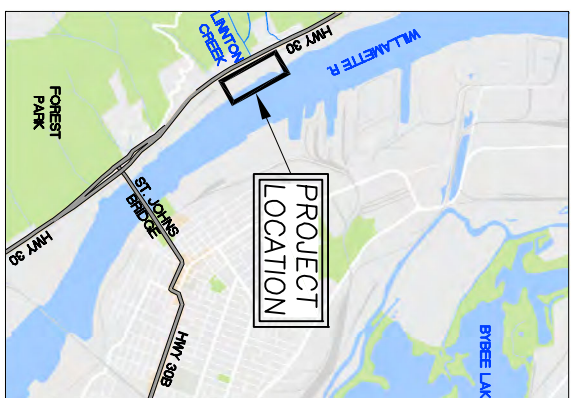 LINNTON
CREEK
HWY 30
WILLAMETTE R.
FOREST
PARK
PROJECT
LOCATION
ST. JOHNS
BRIDGE
HWY 30
HWY 30B
BYBEE LAK